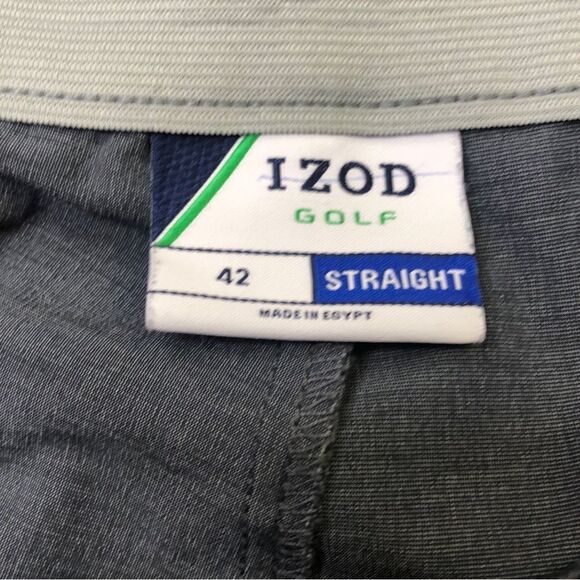 IZOD
GOLF
42 STRAIGHT
MADE IN EGYPT